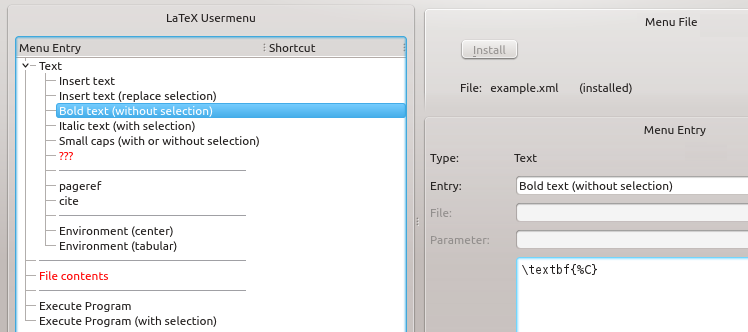 LaTeX Usermenu
Menu Entry Shortcut
Text
Insert text
Insert text (replace selection)
Bold text (without selection)
Italic text (with selection)
Small caps (with or without selection)
???
pageref
cite
Environment (center)
Environment (tabular)
File contents
Execute Program
Execute Program (with selection)
Menu File
Install
File: example.xml (installed)
Menu Entry
Type: Text
Entry: Bold text (without selection)
File:
Parameter:
\textbf{%C}